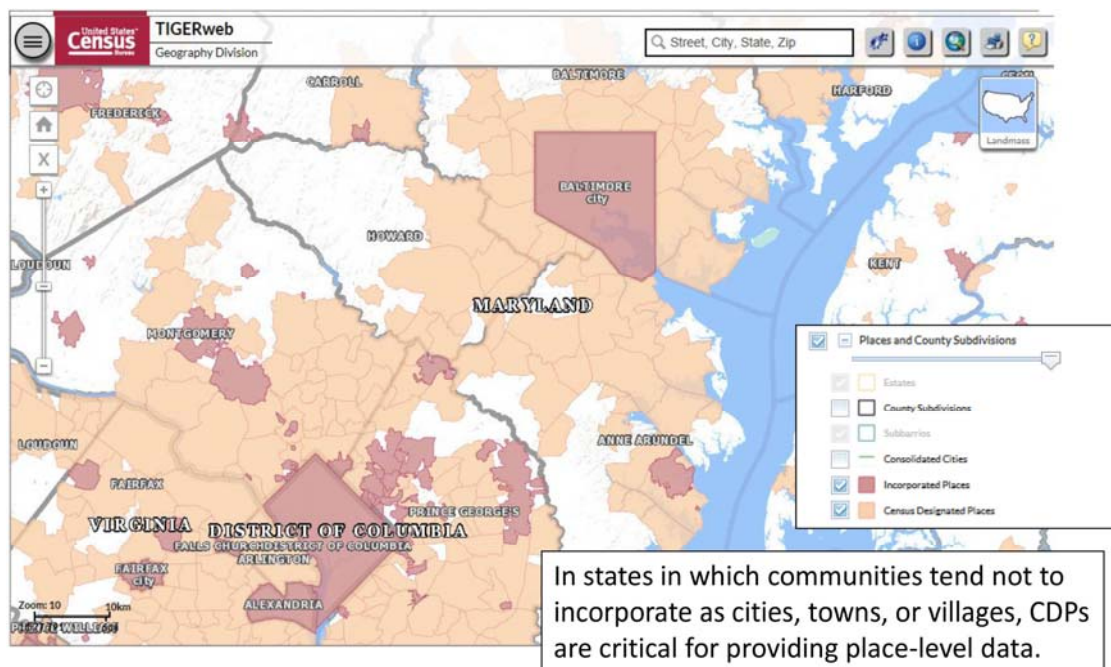 United States®
Census
Bureau
TIGERweb
Geography Division
Street, City, State, Zip
CARROLL
BALTIMORE
HARFORD
FREDERICK
Landmass
BALTIMORE
city
HOWARD
KENT
LOUDOUN
MARYLAND
MONTGOMERY
Places and County Subdivisions
Estates
County Subdivisions
Subbarrios
Consolidated Cities
Incorporated Places
Census Designated Places
ANNE ARUNDEL
LOUDOUN
FAIRFAX
PRINCE GEORGE'S
VIRGINIA
DISTRICT OF COLUMBIA
FALLS CHURCH
DISTRICT OF COLUMBIA
ARLINGTON
FAIRFAX
city
ALEXANDRIA
Zoom: 10
10km
WILLIAM
In states in which communities tend not to
incorporate as cities, towns, or villages, CDPs
are critical for providing place-level data.